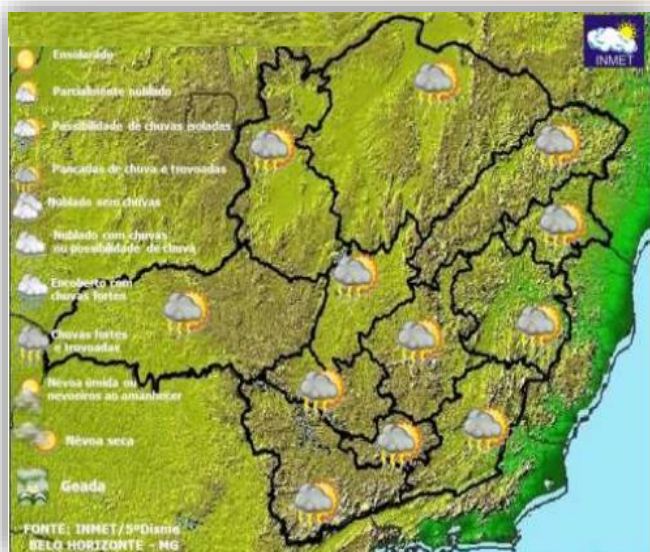 INMET
Ensolarado
Parcialmente nublado
Possibilidade de chuvas isoladas
Pancadas de chuva e trovoadas
Nublado sem chuvas
Nublado com chuvas
ou possibilidade de chuva
Encoberto com
chuvas fortes
Chuvas fortes
e trovoadas
Névoa úmida ou
nevoeiros ao amanhecer
Névoa seca
Geada
FONTE: INMET/5ºDisme
BELO HORIZONTE - MG